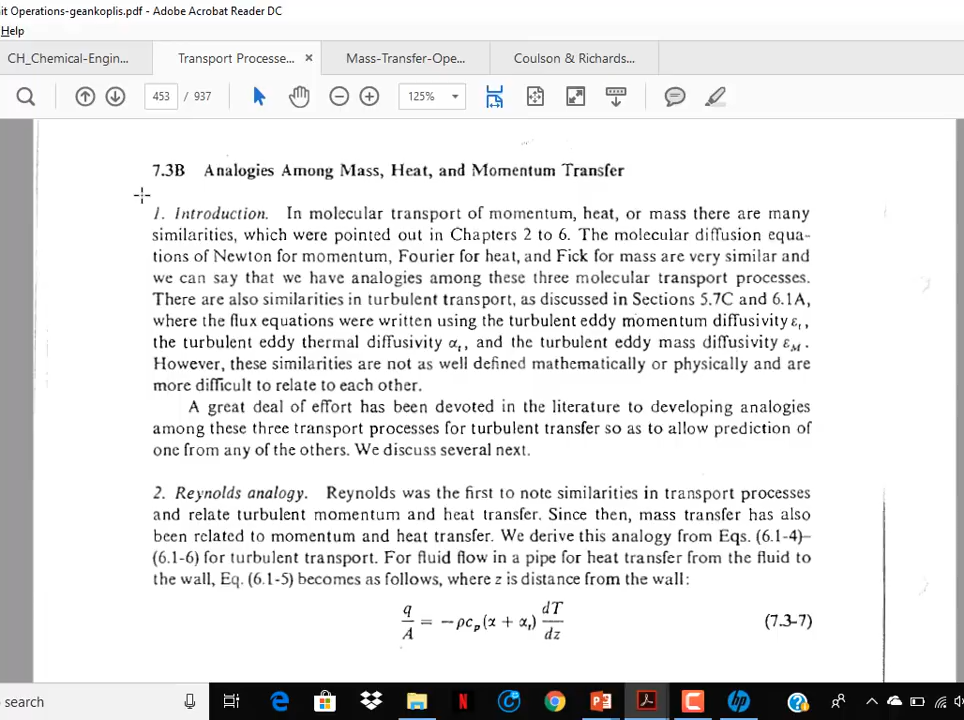 it Operations-geankoplis.pdf - Adobe Acrobat Reader DC
Help
CH_Chemical-Engin... Transport Processe... × Mass-Transfer-Ope... Coulson & Richards...
453 / 937 125%
7.3B Analogies Among Mass, Heat, and Momentum Transfer
1. Introduction. In molecular transport of momentum, heat, or mass there are many
similarities, which were pointed out in Chapters 2 to 6. The molecular diffusion equa-
tions of Newton for momentum, Fourier for heat, and Fick for mass are very similar and
we can say that we have analogies among these three molecular transport processes.
There are also similarities in turbulent transport, as discussed in Sections 5.7C and 6.1A,
where the flux equations were written using the turbulent eddy momentum diffusivity εₜ,
the turbulent eddy thermal diffusivity αₜ, and the turbulent eddy mass diffusivity ε_M.
However, these similarities are not as well defined mathematically or physically and are
more difficult to relate to each other.
A great deal of effort has been devoted in the literature to developing analogies
among these three transport processes for turbulent transfer so as to allow prediction of
one from any of the others. We discuss several next.
2. Reynolds analogy. Reynolds was the first to note similarities in transport processes
and relate turbulent momentum and heat transfer. Since then, mass transfer has also
been related to momentum and heat transfer. We derive this analogy from Eqs. (6.1-4)–
(6.1-6) for turbulent transport. For fluid flow in a pipe for heat transfer from the fluid to
the wall, Eq. (6.1-5) becomes as follows, where z is distance from the wall:
q/A = −ρc_p(α + αₜ) dT/dz (7.3-7)
search